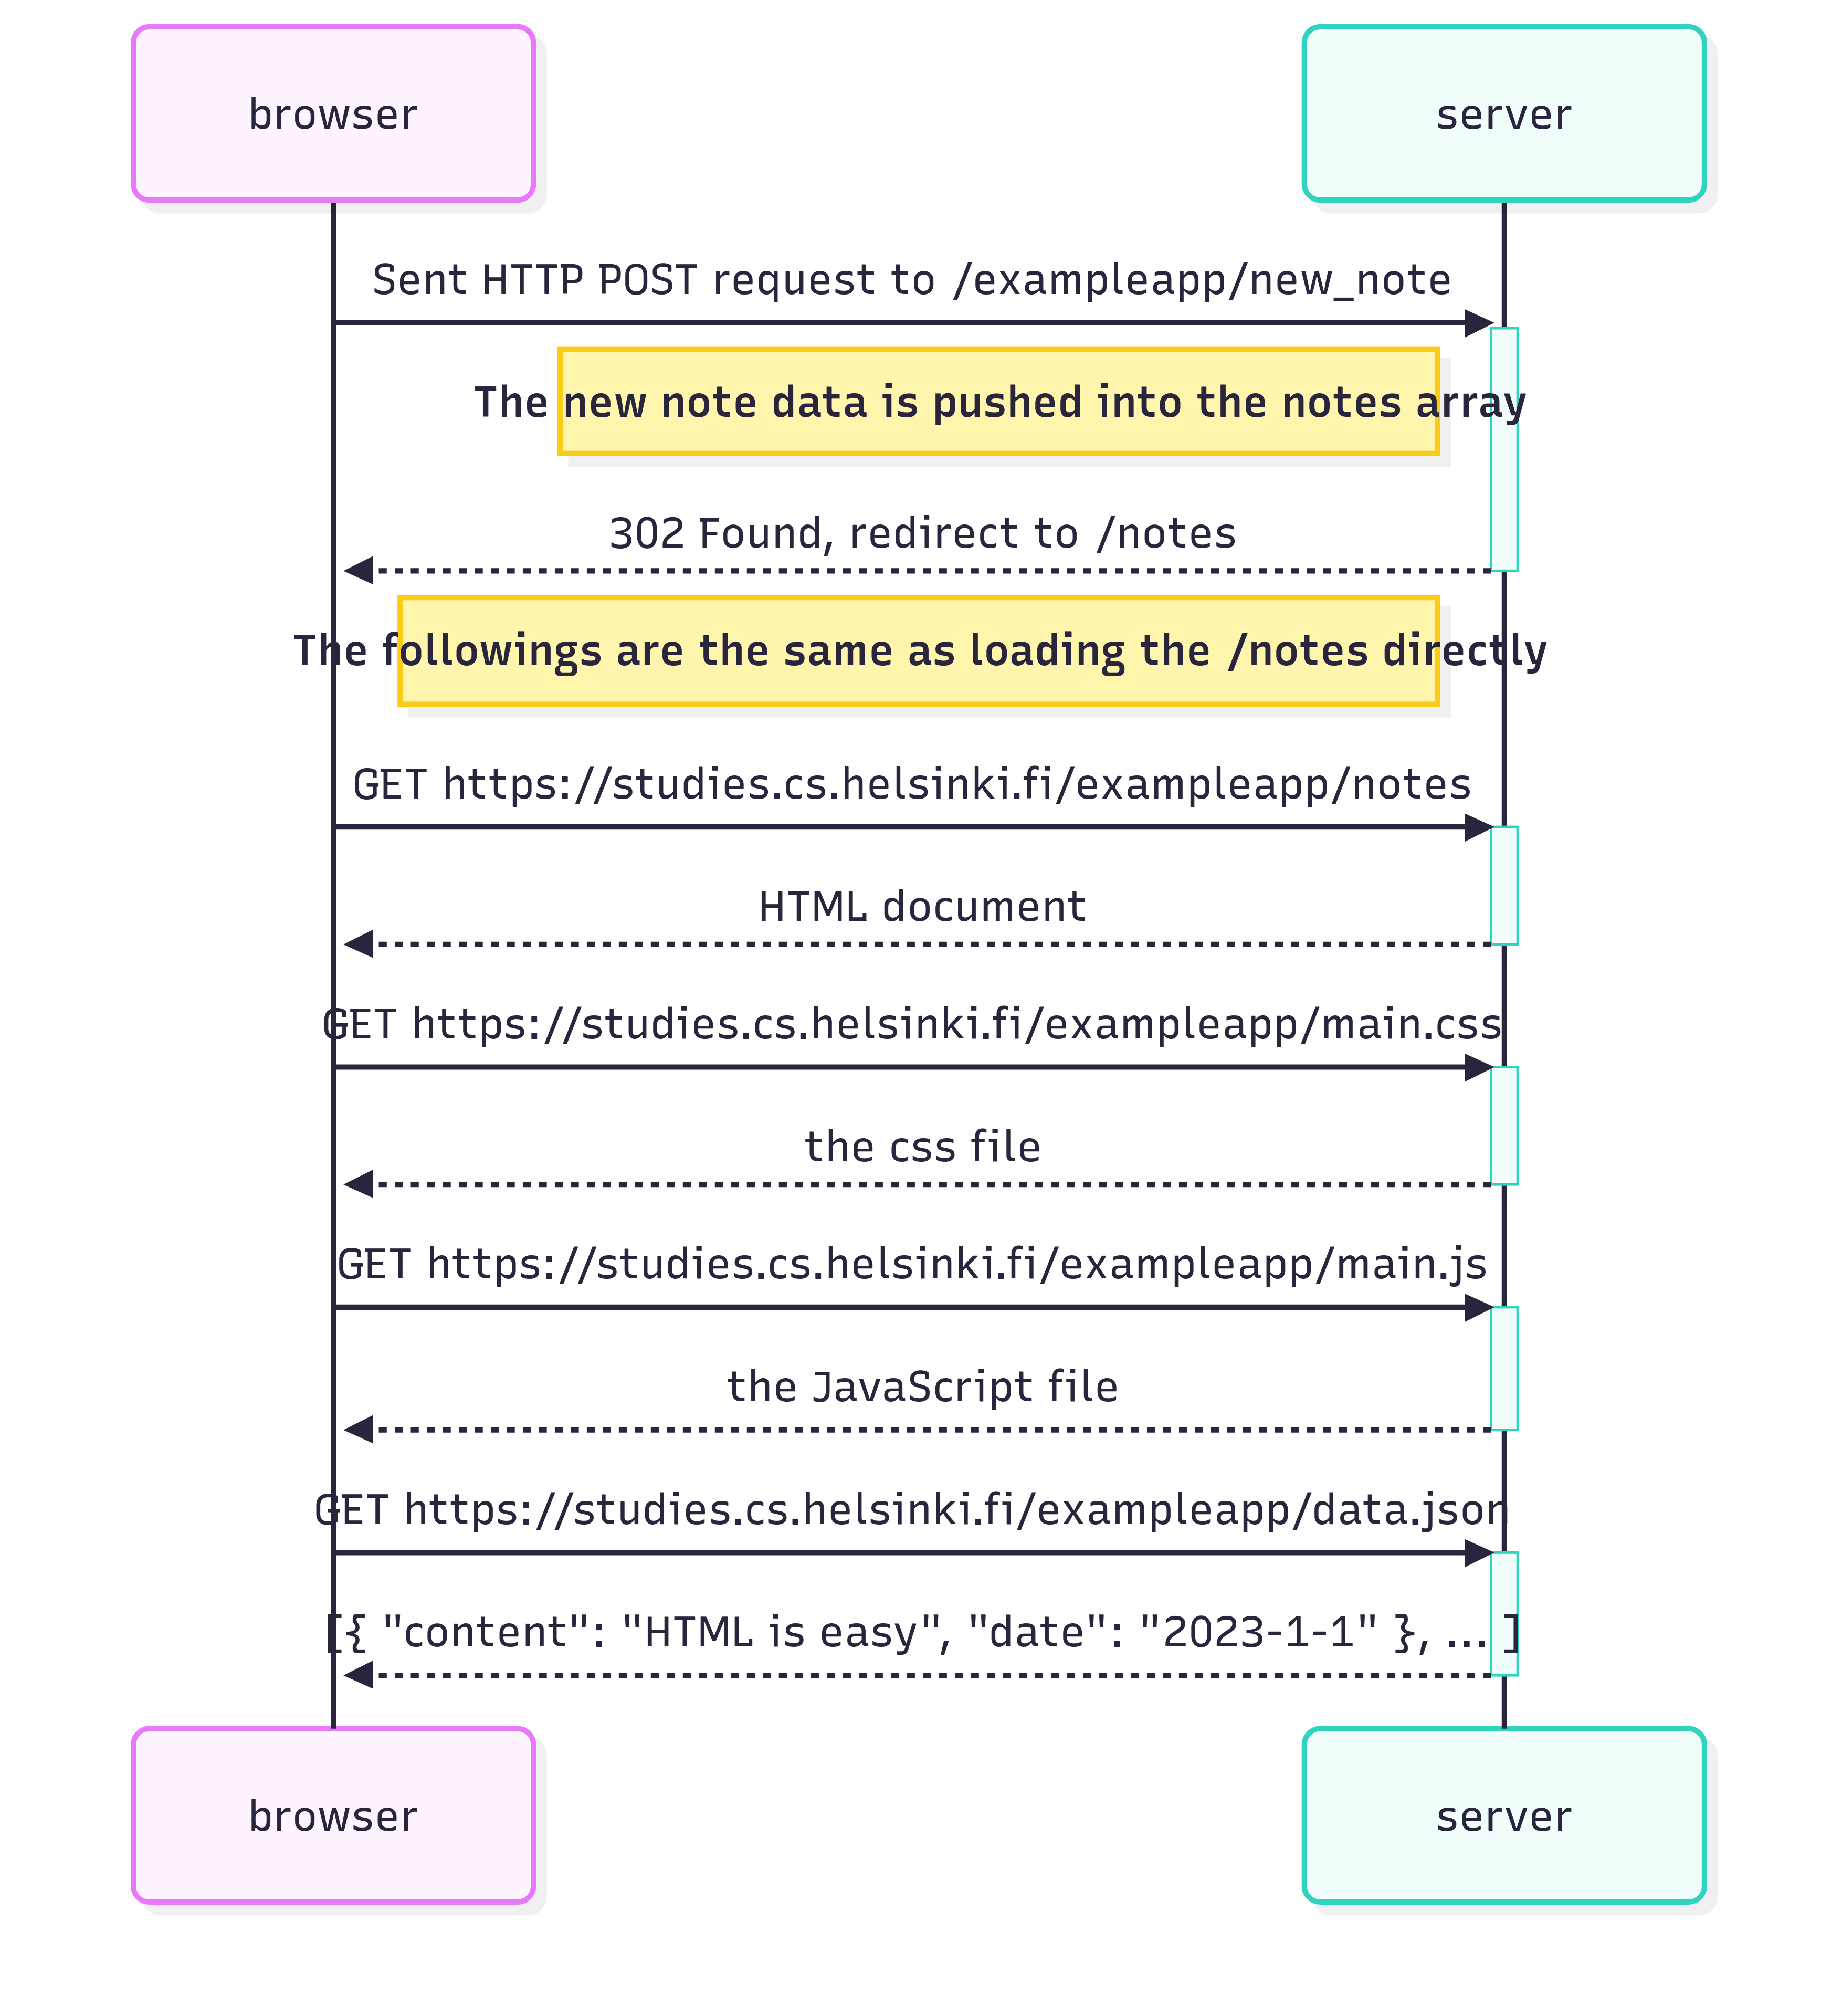 browser
server
Sent HTTP POST request to /exampleapp/new_note
The new note data is pushed into the notes array
302 Found, redirect to /notes
The followings are the same as loading the /notes directly
GET https://studies.cs.helsinki.fi/exampleapp/notes
HTML document
GET https://studies.cs.helsinki.fi/exampleapp/main.css
the css file
GET https://studies.cs.helsinki.fi/exampleapp/main.js
the JavaScript file
GET https://studies.cs.helsinki.fi/exampleapp/data.json
[{ "content": "HTML is easy", "date": "2023-1-1" }, ... ]
browser
server